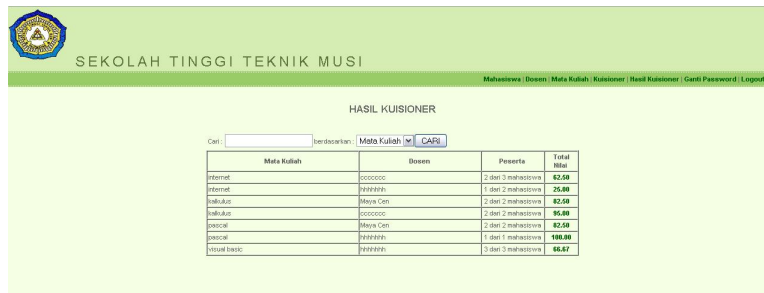 SEKOLAH TINGGI TEKNIK MUSI
Mahasiswa | Dosen | Mata Kuliah | Kuisioner | Hasil Kuisioner | Ganti Password | Logout
HASIL KUISIONER
Cari : berdasarkan : Mata Kuliah CARI
Mata Kuliah Dosen Peserta Total Nilai
internet ccccccc 2 dari 3 mahasiswa 62.50
internet hhhhhhh 1 dari 2 mahasiswa 25.00
kalkulus Maya Cen 2 dari 2 mahasiswa 82.50
kalkulus ccccccc 2 dari 2 mahasiswa 95.00
pascal Maya Cen 2 dari 2 mahasiswa 82.50
pascal hhhhhhh 1 dari 1 mahasiswa 100.00
visual basic hhhhhhh 3 dari 3 mahasiswa 66.67